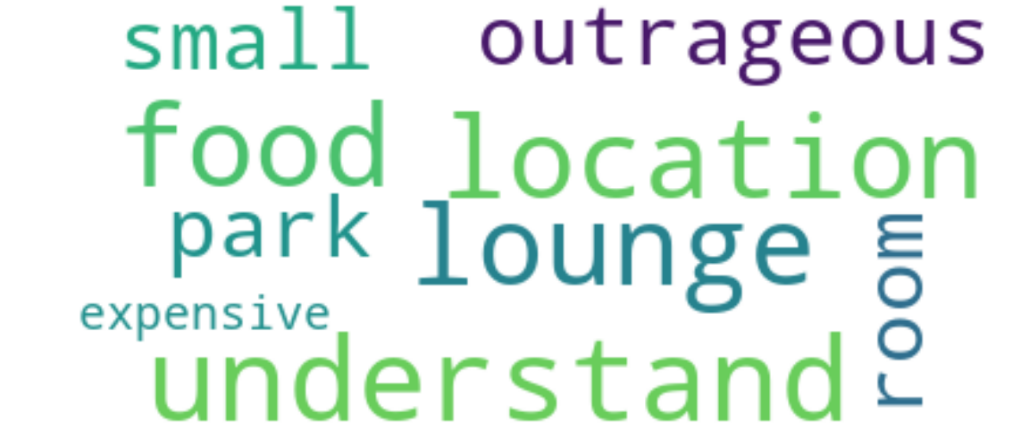 small outrageous
food location
park lounge
room
expensive
understand